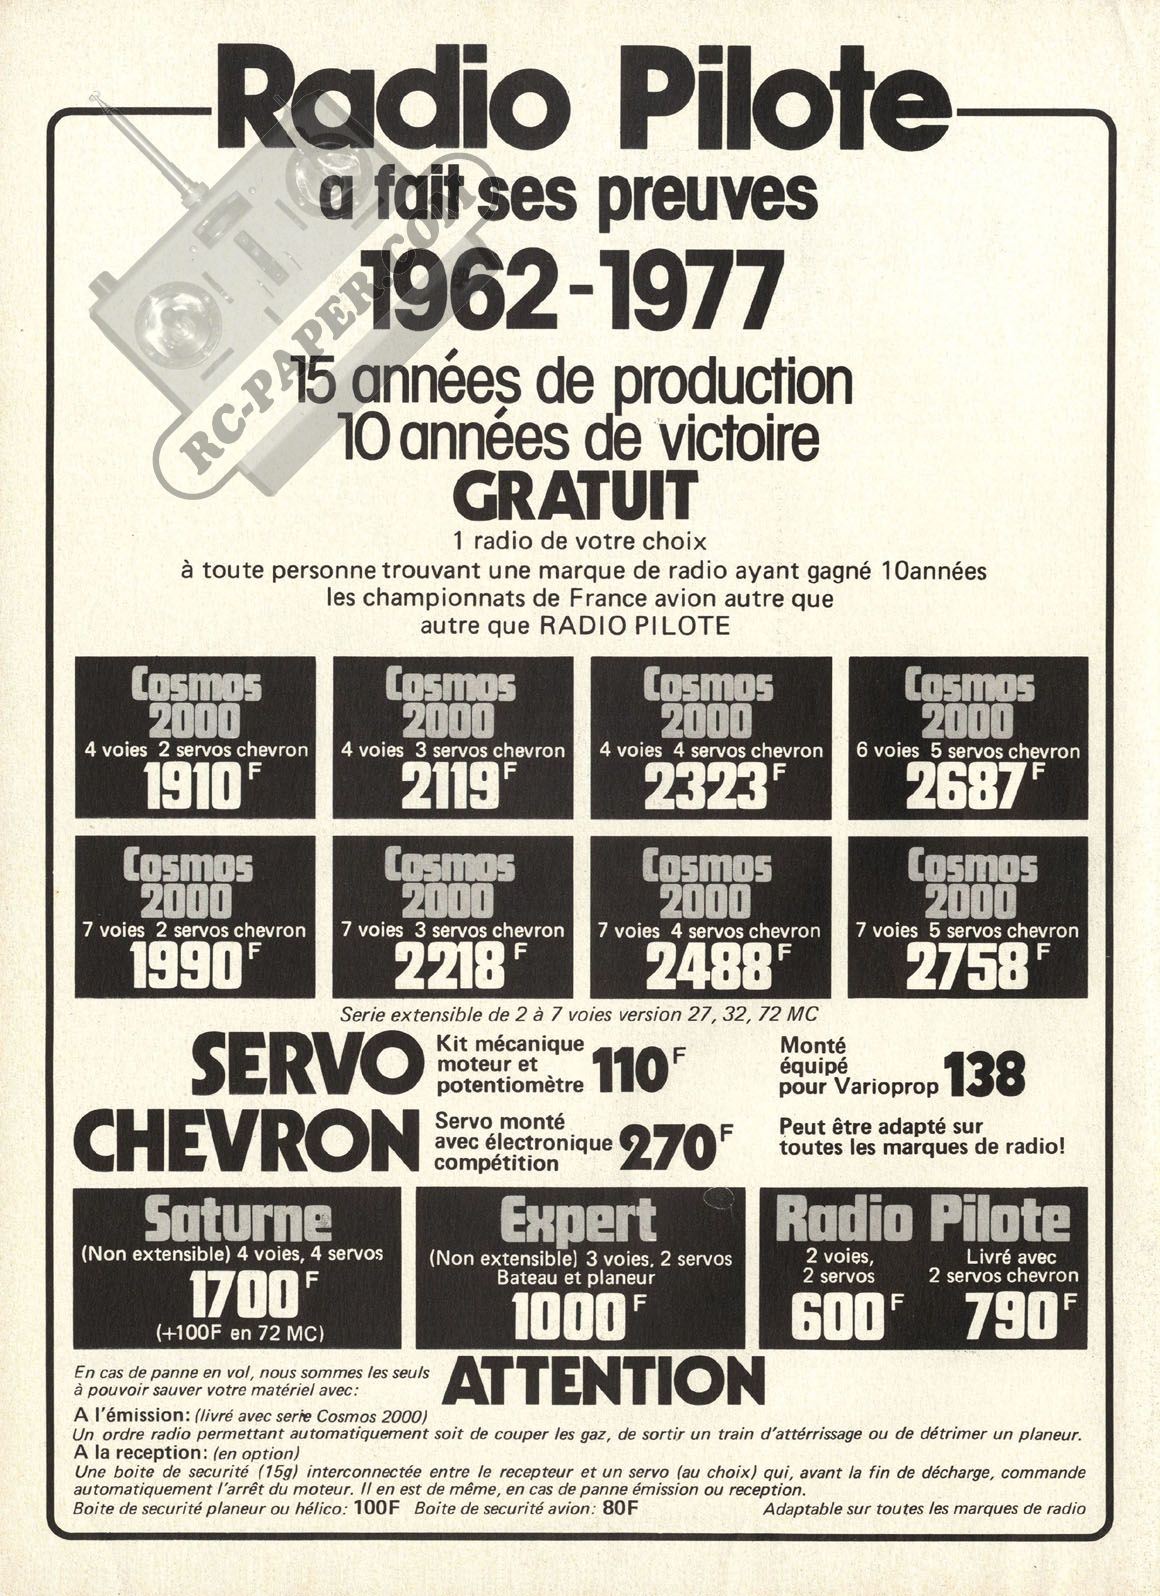 Radio Pilote
a fait ses preuves
1962-1977
15 années de production
10 années de victoire
GRATUIT
1 radio de votre choix
à toute personne trouvant une marque de radio ayant gagné 10années
les championnats de France avion autre que
autre que RADIO PILOTE
RC-PAPER.COM
Cosmos
2000
4 voies 2 servos chevron
1910F
Cosmos
2000
4 voies 3 servos chevron
2119F
Cosmos
2000
4 voies 4 servos chevron
2323F
Cosmos
2000
6 voies 5 servos chevron
2687F
Cosmos
2000
7 voies 2 servos chevron
1990F
Cosmos
2000
7 voies 3 servos chevron
2218F
Cosmos
2000
7 voies 4 servos chevron
2488F
Cosmos
2000
7 voies 5 servos chevron
2758F
Serie extensible de 2 à 7 voies version 27, 32, 72 MC
SERVO
CHEVRON
Kit mécanique
moteur et
potentiomètre
110F
Monté
équipé
pour Varioprop
138
Servo monté
avec électronique
compétition
270F
Peut être adapté sur
toutes les marques de radio!
Saturne
(Non extensible) 4 voies, 4 servos
1700F
(+100F en 72 MC)
Expert
(Non extensible) 3 voies, 2 servos
Bateau et planeur
1000F
Radio Pilote
2 voies,
2 servos
600F
Livré avec
2 servos chevron
790F
En cas de panne en vol, nous sommes les seuls
à pouvoir sauver votre matériel avec:
ATTENTION
A l'émission: (livré avec serie Cosmos 2000)
Un ordre radio permettant automatiquement soit de couper les gaz, de sortir un train d'attérrissage ou de détrimer un planeur.
A la reception: (en option)
Une boite de securité (15g) interconnectée entre le recepteur et un servo (au choix) qui, avant la fin de décharge, commande
automatiquement l'arrêt du moteur. Il en est de même, en cas de panne émission ou reception.
Boite de securité planeur ou hélico: 100F Boite de securité avion: 80F
Adaptable sur toutes les marques de radio